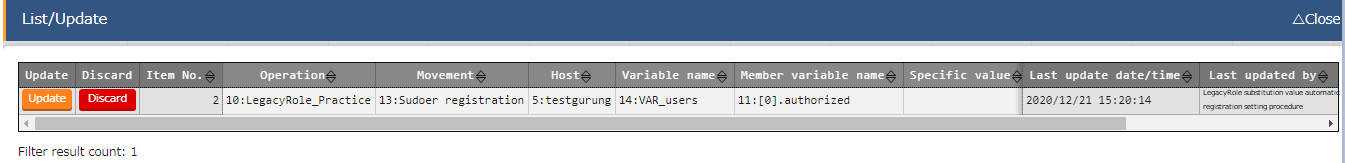 List/Update
△Close
Update Discard Item No. Operation Movement Host Variable name Member variable name Specific value Last update date/time Last updated by
Update Discard 2 10:LegacyRole_Practice 13:Sudoer registration 5:testgurung 14:VAR_users 11:[0].authorized 2020/12/21 15:20:14 LegacyRole substitution value automatic
registration setting procedure
Filter result count: 1